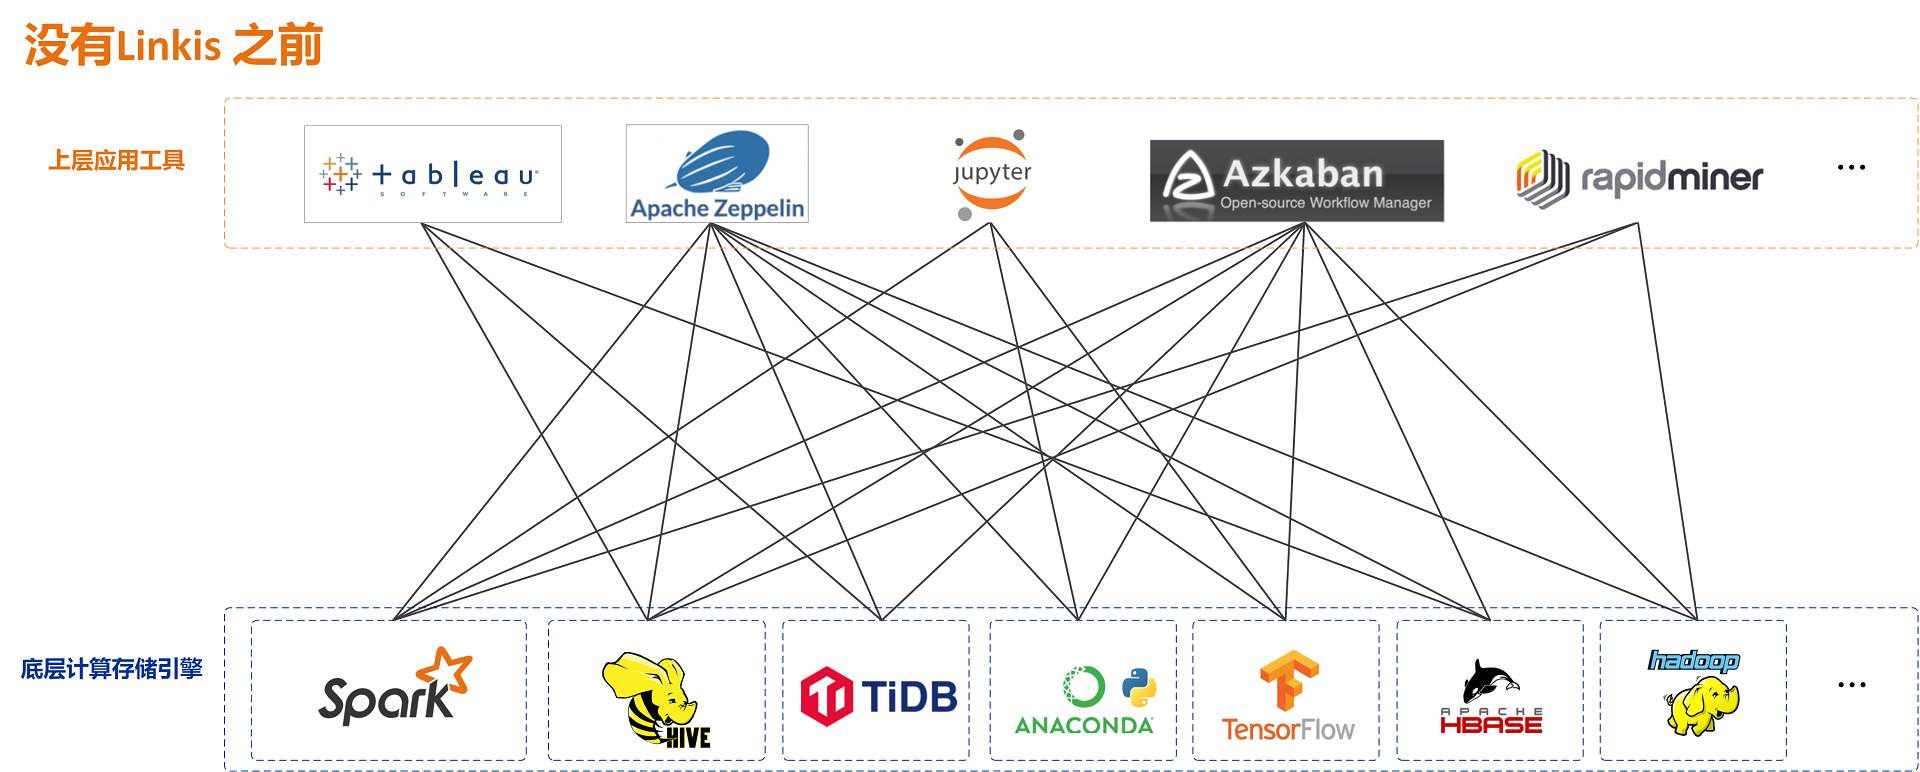 没有Linkis 之前
上层应用工具
+ableau
SOFTWARE
Apache Zeppelin
jupyter
Azkaban
Open-source Workflow Manager
rapidminer
...
底层计算存储引擎
Spark
HIVE
TiDB
ANACONDA
TensorFlow
APACHE
HBASE
hadoop
...